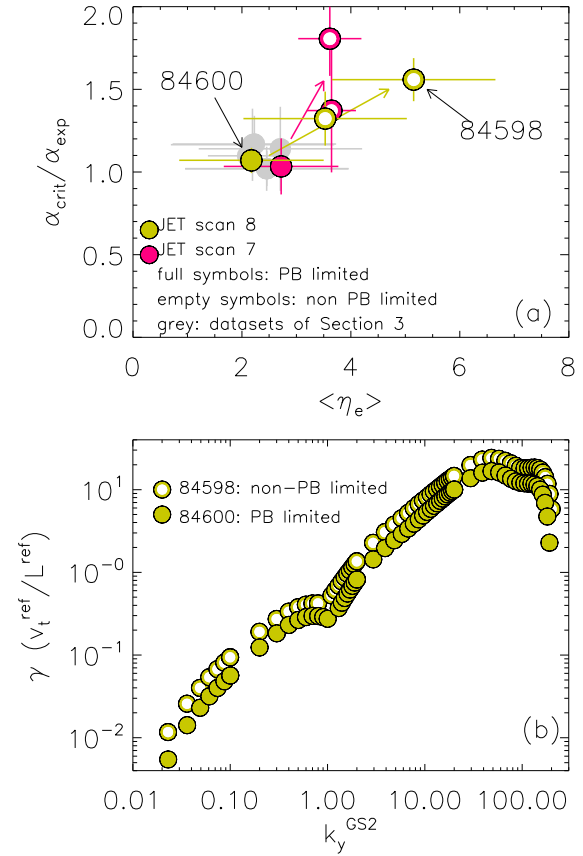 2.0
1.5
1.0
0.5
0.0
α_crit/α_exp
84600
84598
JET scan 8
JET scan 7
full symbols: PB limited
empty symbols: non PB limited
grey: datasets of Section 3
(a)
0 2 4 6 8
<η_e>
10^1
10^0
10^-1
10^-2
γ (v_t^ref/L^ref)
84598: non-PB limited
84600: PB limited
(b)
0.01 0.10 1.00 10.00 100.00
k_y^GS2